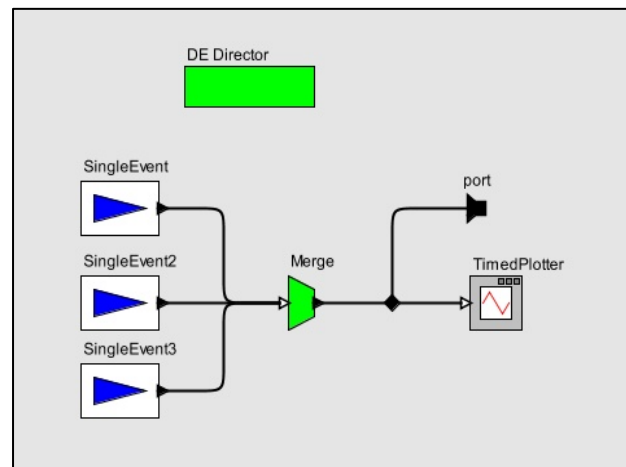 DE Director
SingleEvent
port
SingleEvent2
Merge
TimedPlotter
SingleEvent3